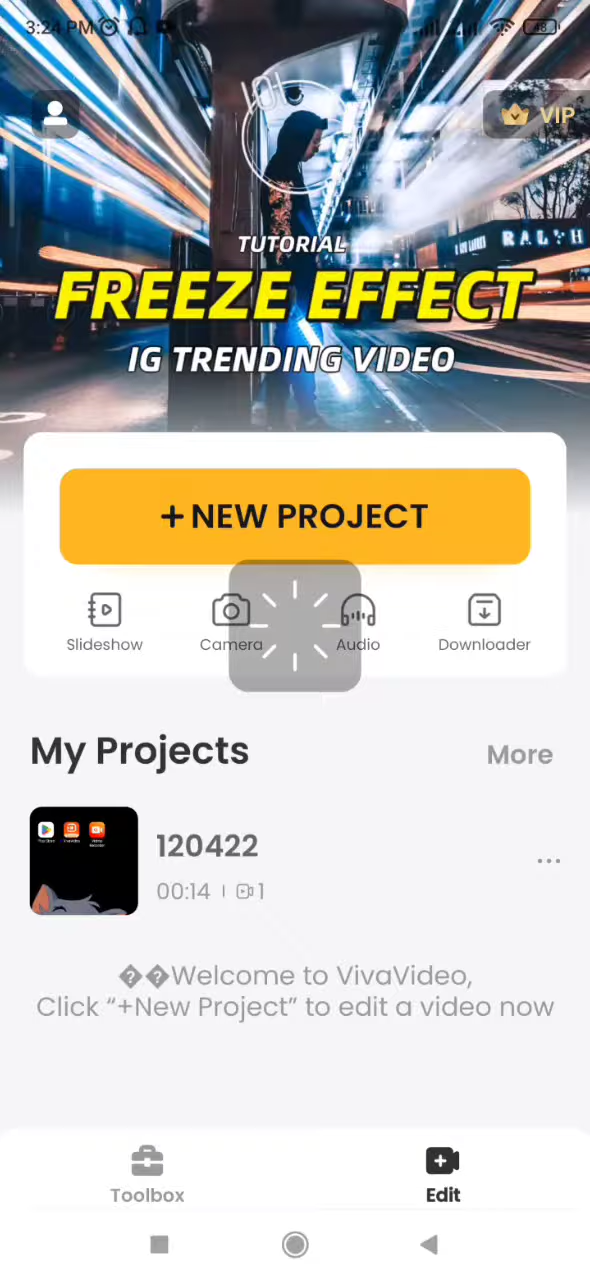 3:24 PM
48
VIP
TUTORIAL
FREEZE EFFECT
IG TRENDING VIDEO
+NEW PROJECT
Slideshow
Camera
Audio
Downloader
My Projects
More
120422
00:14 | 1
��Welcome to VivaVideo,
Click “+New Project” to edit a video now
Toolbox
Edit